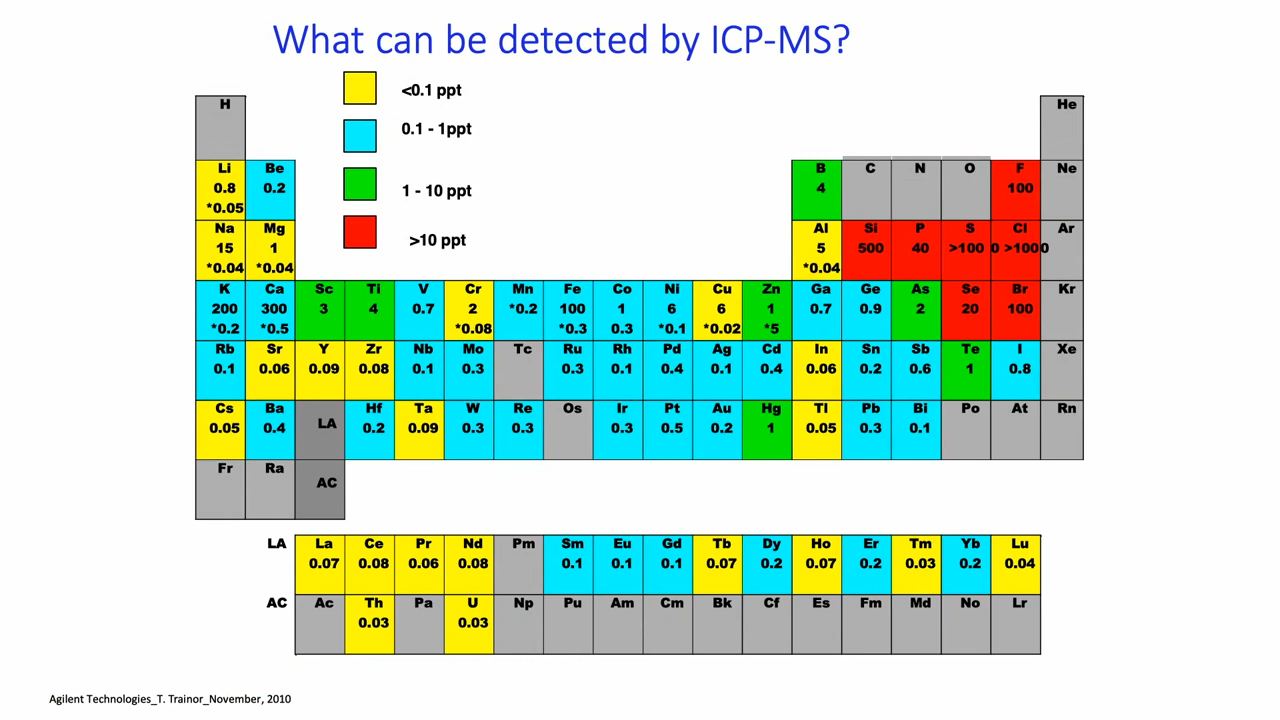 What can be detected by ICP-MS?
<0.1 ppt
0.1 - 1ppt
1 - 10 ppt
>10 ppt
H He
Li Be B C N O F Ne
0.8 0.2 4 100
*0.05
Na Mg Al Si P S Cl Ar
15 1 5 500 40 >100 0 >1000 0
*0.04 *0.04 *0.04
K Ca Sc Ti V Cr Mn Fe Co Ni Cu Zn Ga Ge As Se Br Kr
200 300 3 4 0.7 2 *0.2 100 1 6 6 1 0.7 0.9 2 20 100
*0.2 *0.5 *0.08 *0.3 0.3 *0.1 *0.02 *5
Rb Sr Y Zr Nb Mo Tc Ru Rh Pd Ag Cd In Sn Sb Te I Xe
0.1 0.06 0.09 0.08 0.1 0.3 0.3 0.1 0.4 0.1 0.4 0.06 0.2 0.6 1 0.8
Cs Ba LA Hf Ta W Re Os Ir Pt Au Hg Tl Pb Bi Po At Rn
0.05 0.4 0.2 0.09 0.3 0.3 0.3 0.5 0.2 1 0.05 0.3 0.1
Fr Ra AC
LA La Ce Pr Nd Pm Sm Eu Gd Tb Dy Ho Er Tm Yb Lu
0.07 0.08 0.06 0.08 0.1 0.1 0.1 0.07 0.2 0.07 0.2 0.03 0.2 0.04
AC Ac Th Pa U Np Pu Am Cm Bk Cf Es Fm Md No Lr
0.03 0.03
Agilent Technologies_T. Trainor_November, 2010